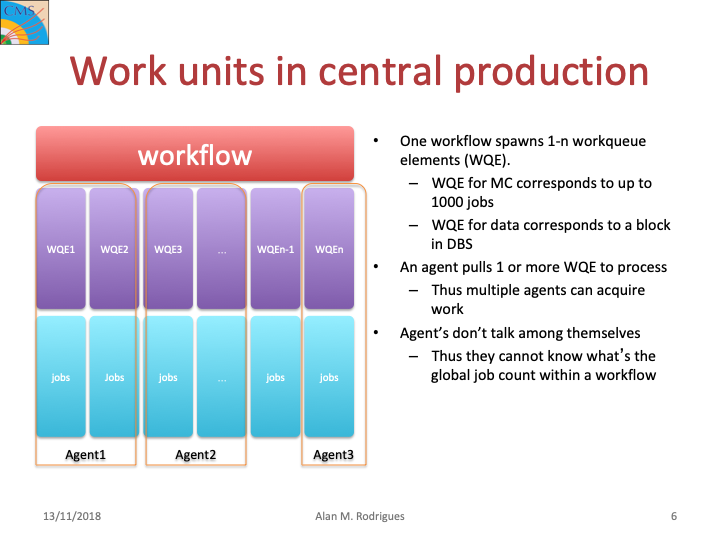 CMS
Work units in central production
workflow
WQE1 WQE2 WQE3 ... WQEn-1 WQEn
jobs Jobs jobs ... jobs jobs
Agent1 Agent2 Agent3
• One workflow spawns 1-n workqueue
elements (WQE).
– WQE for MC corresponds to up to
1000 jobs
– WQE for data corresponds to a block
in DBS
• An agent pulls 1 or more WQE to process
– Thus multiple agents can acquire
work
• Agent’s don’t talk among themselves
– Thus they cannot know what’s the
global job count within a workflow
13/11/2018 Alan M. Rodrigues 6